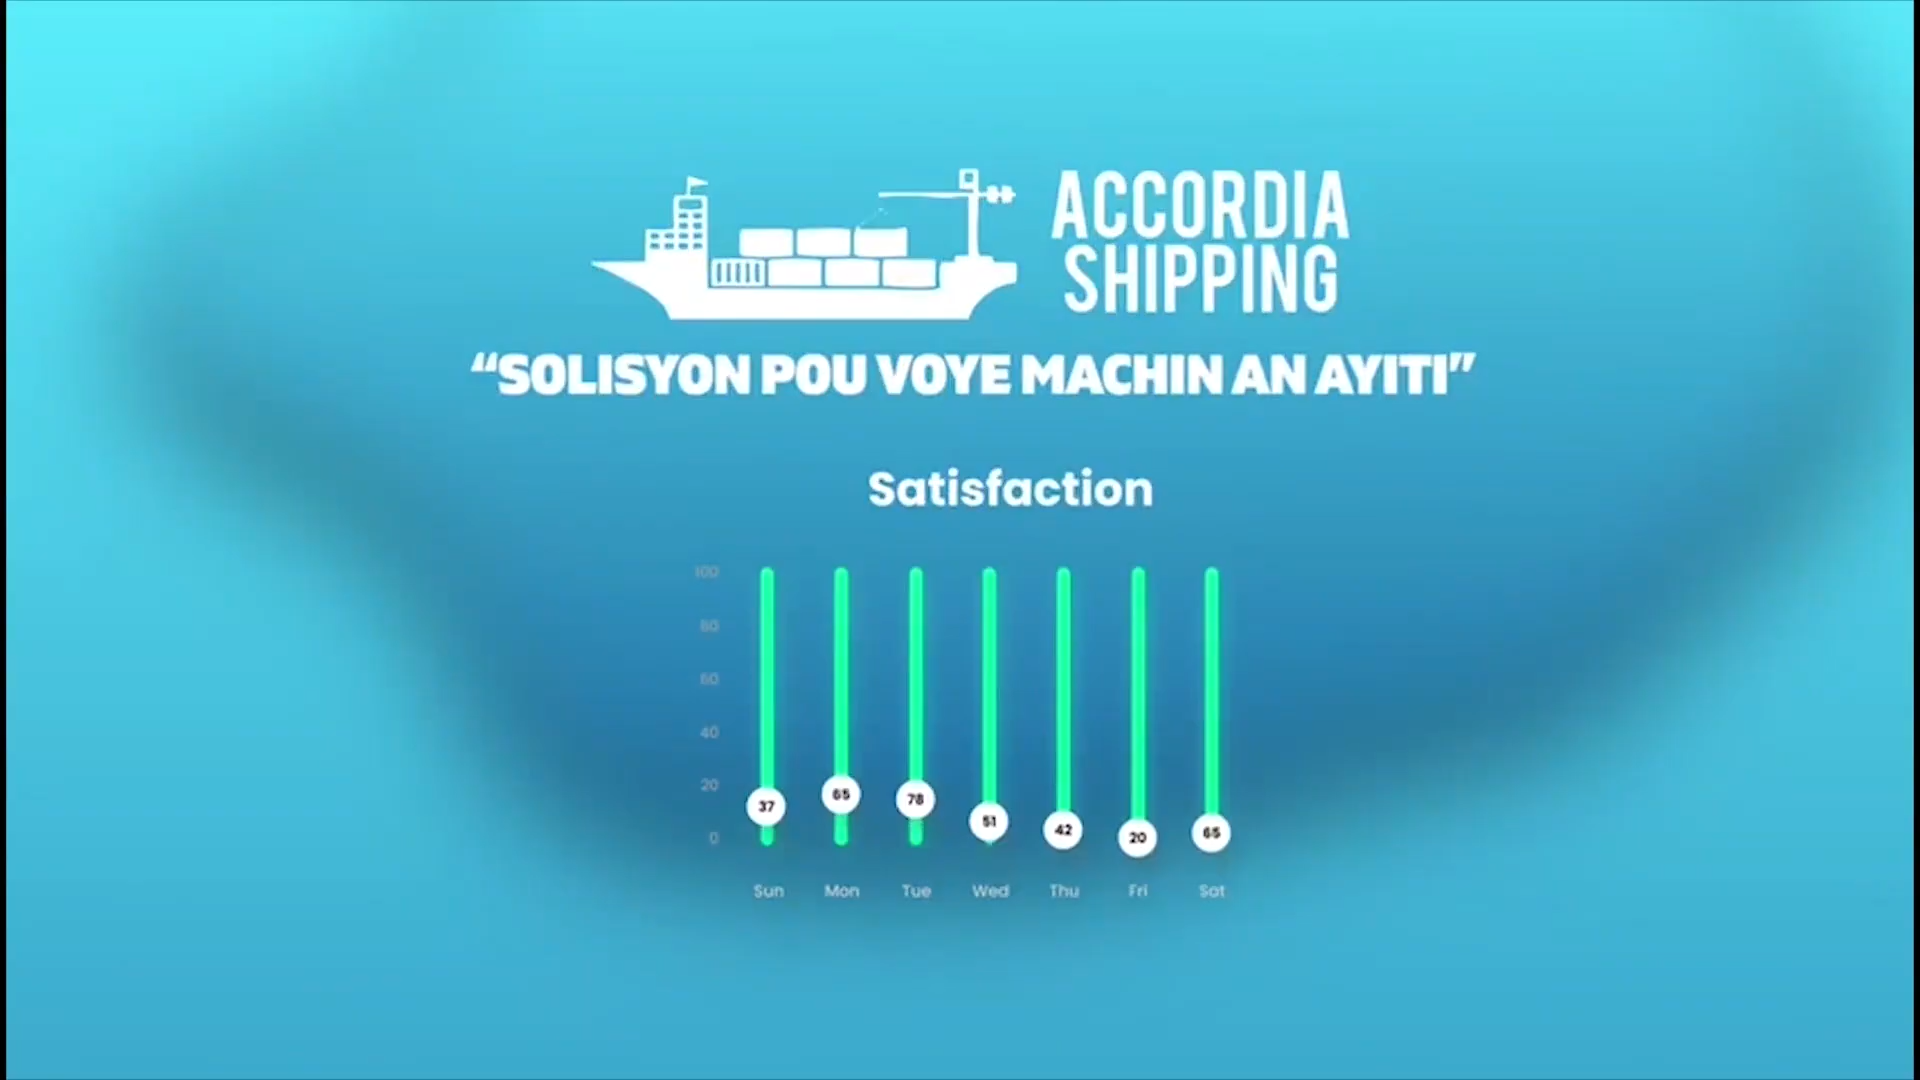 ACCORDIA
SHIPPING
“SOLISYON POU VOYE MACHIN AN AYITI”
Satisfaction
100
80
60
40
20
0
37
65
78
51
42
20
65
Sun Mon Tue Wed Thu Fri Sat